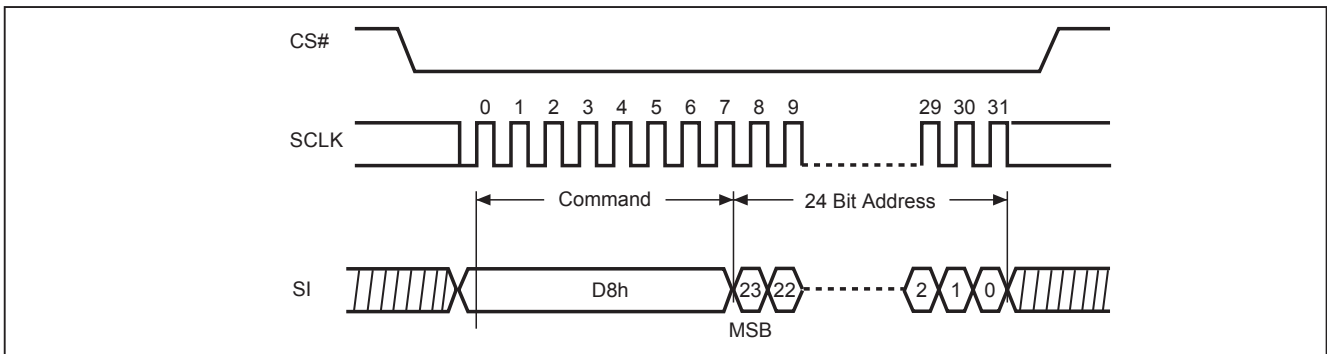 CS#
0 1 2 3 4 5 6 7 8 9 29 30 31
SCLK
Command 24 Bit Address
SI D8h 23 22 2 1 0
MSB